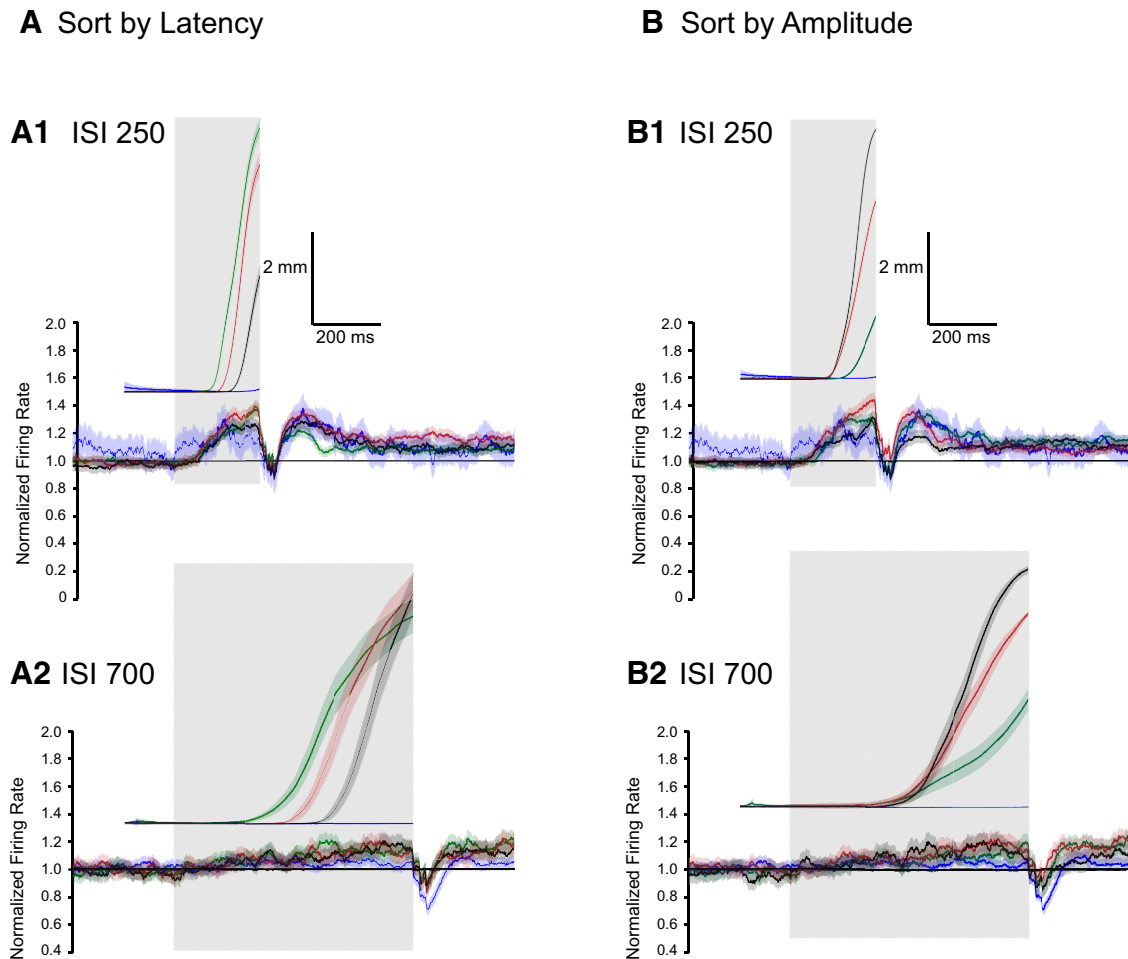 A Sort by Latency
B Sort by Amplitude
A1 ISI 250
2 mm
200 ms
Normalized Firing Rate
2.0
1.8
1.6
1.4
1.2
1.0
0.8
0.6
0.4
0.2
0
B1 ISI 250
2 mm
200 ms
Normalized Firing Rate
2.0
1.8
1.6
1.4
1.2
1.0
0.8
0.6
0.4
0.2
0
A2 ISI 700
Normalized Firing Rate
2.0
1.8
1.6
1.4
1.2
1.0
0.8
0.6
0.4
B2 ISI 700
Normalized Firing Rate
2.0
1.8
1.6
1.4
1.2
1.0
0.8
0.6
0.4